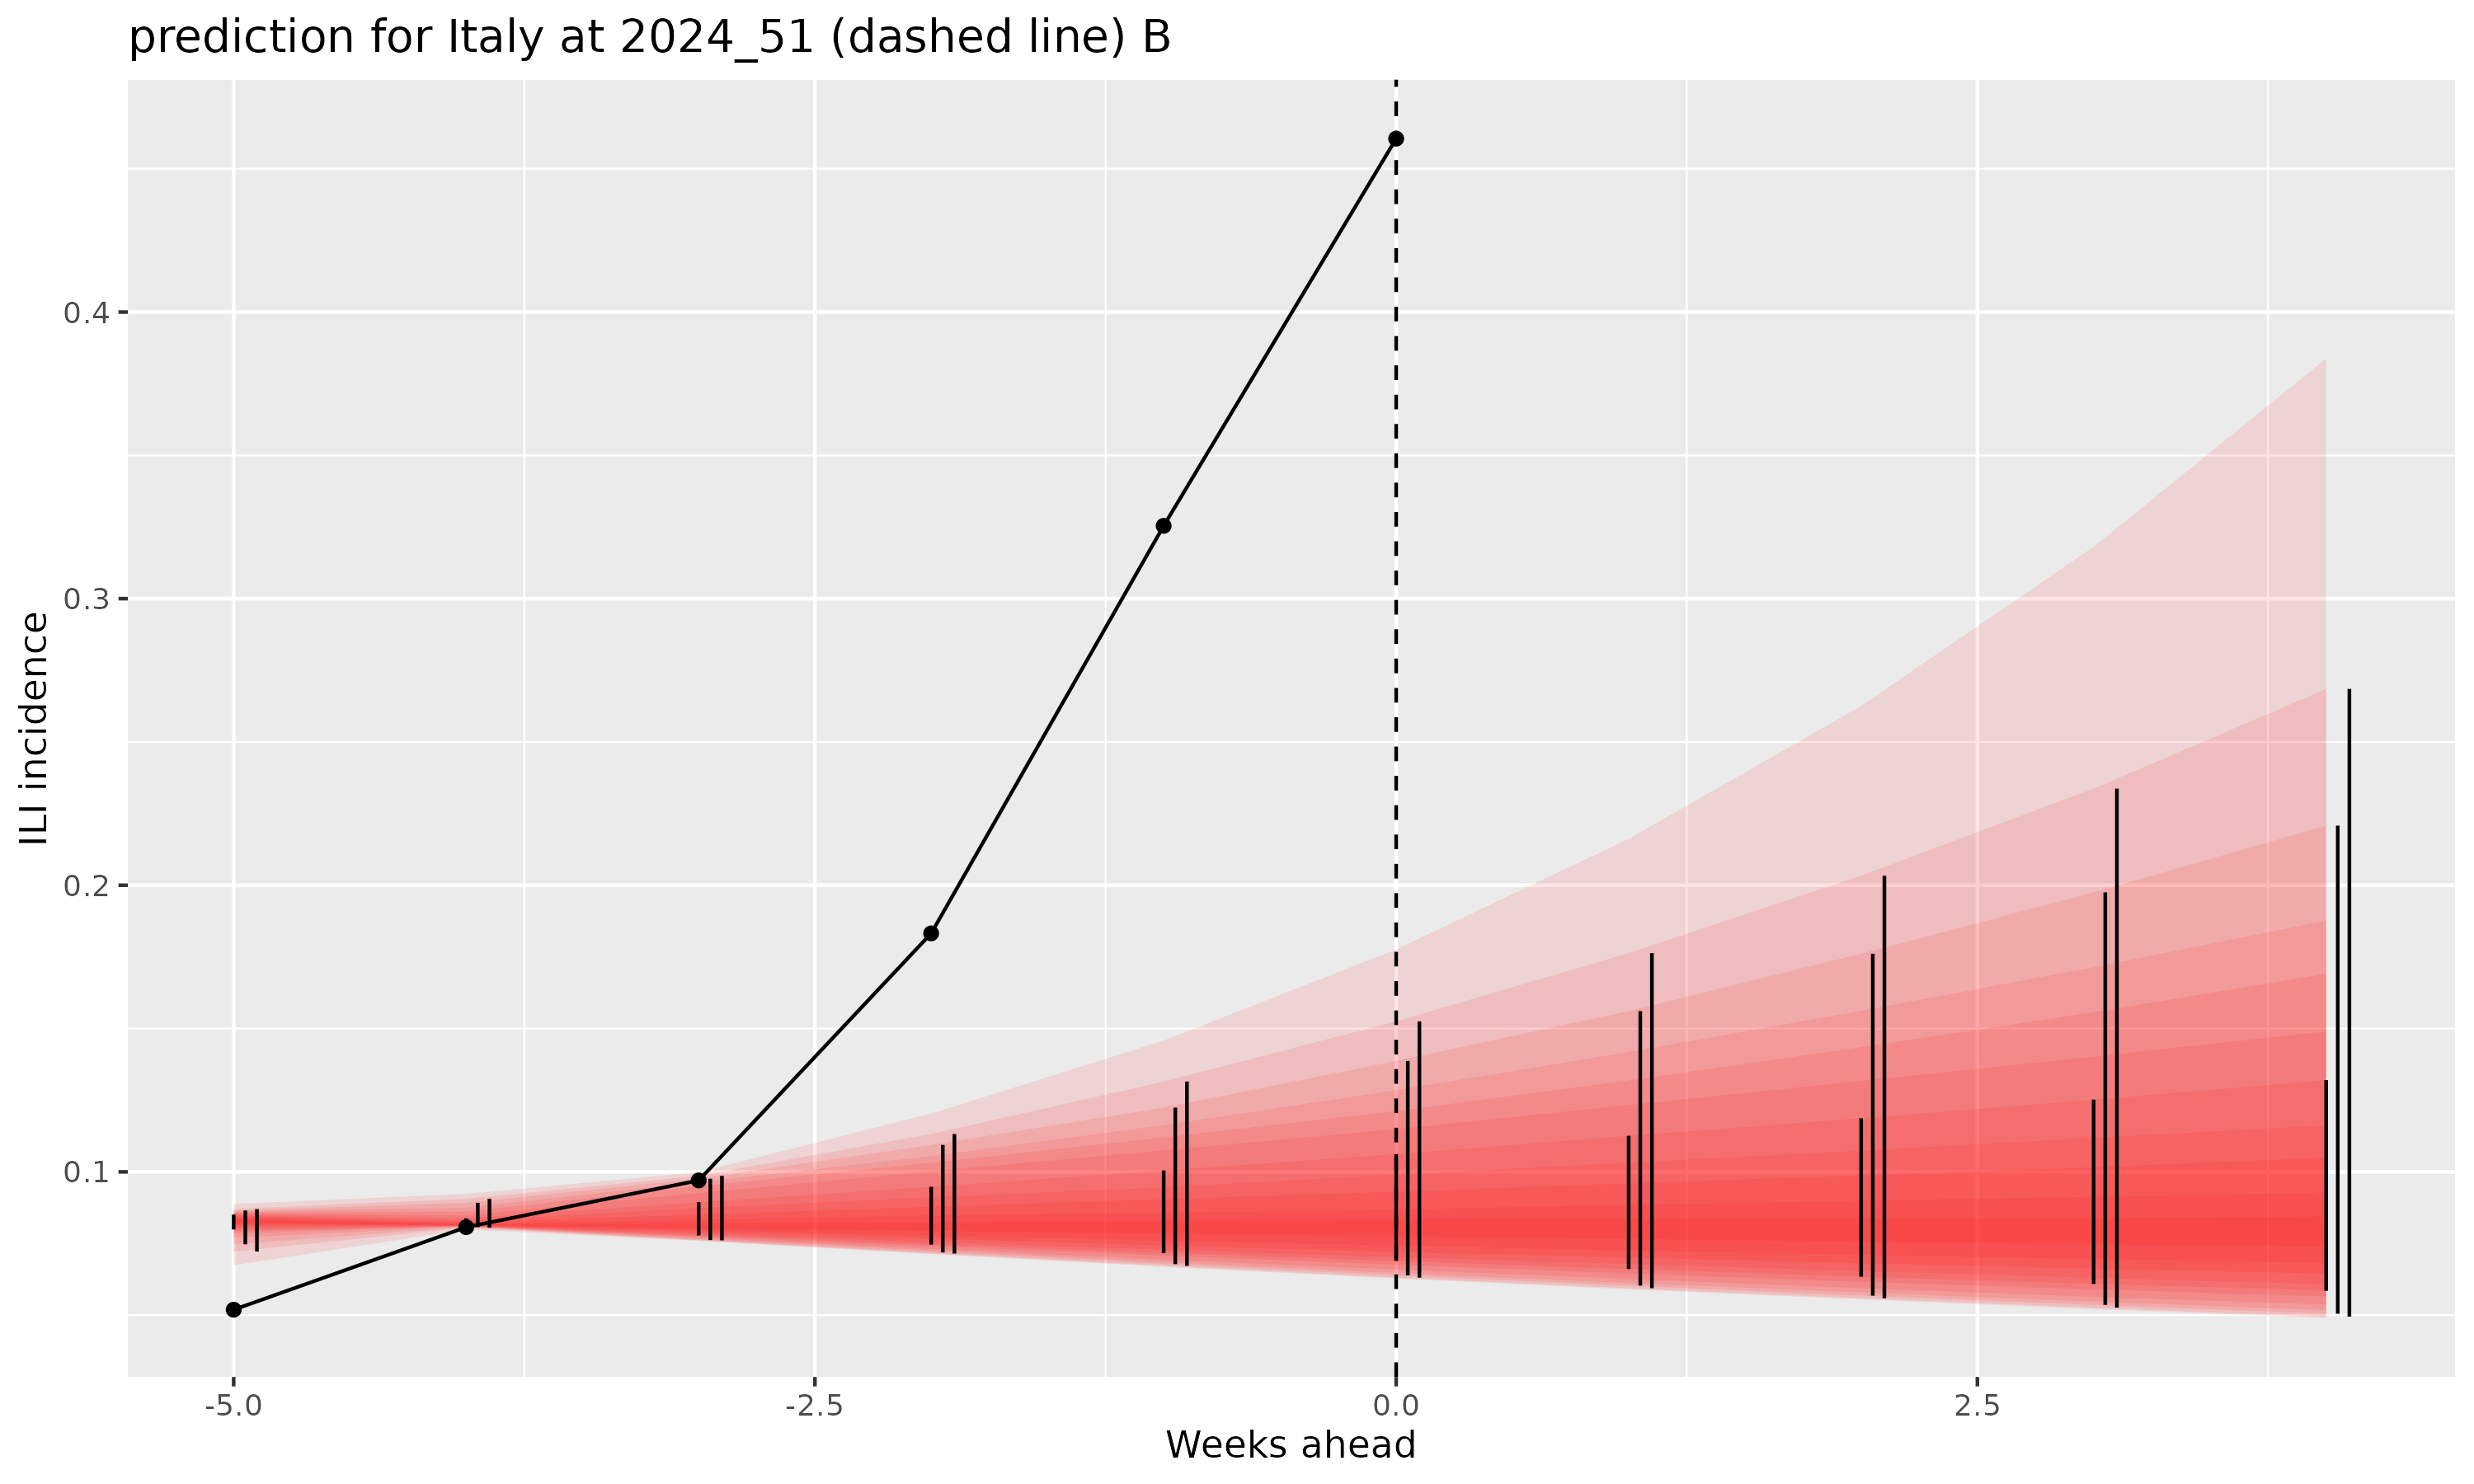 prediction for Italy at 2024_51 (dashed line) B
ILI incidence
0.4
0.3
0.2
0.1
-5.0
-2.5
0.0
2.5
Weeks ahead